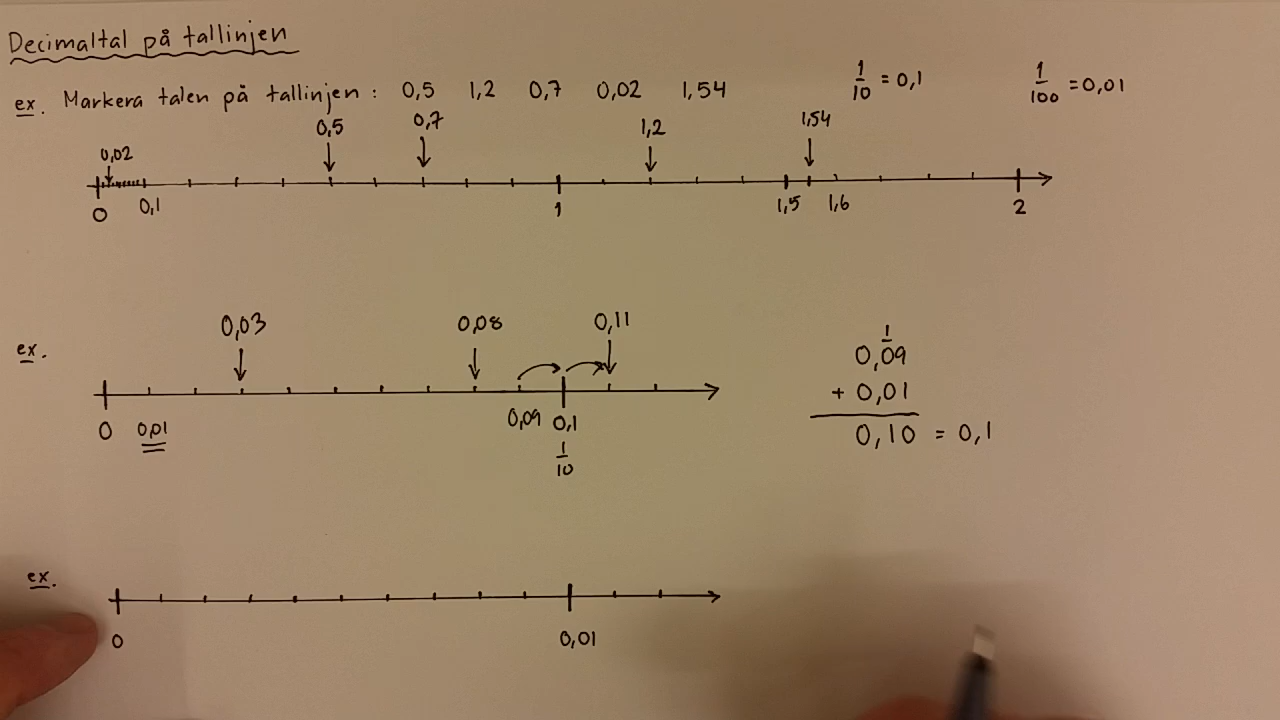 Decimaltal på tallinjen
ex. Markera talen på tallinjen : 0,5 1,2 0,7 0,02 1,54
1/10 = 0,1
1/100 = 0,01
0,02 0,5 0,7 1,2 1,54
0 0,1 1 1,5 1,6 2
ex.
0,03 0,08 0,11
0 0,01 0,09 0,1
1/10
1
0,09
+ 0,01
0,10 = 0,1
ex.
0 0,01